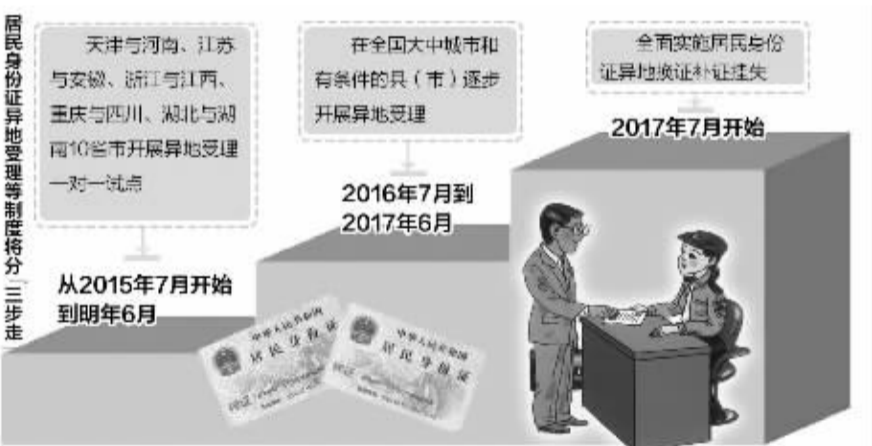 居民身份证异地受理等制度将分
三步走
天津与河南、江苏
与安徽、浙江与江西、
重庆与四川、湖北与湖
南10省市开展异地受理
一对一试点
从2015年7月开始
到明年6月
在全国大中城市和
有条件的县（市）逐步
开展异地受理
2016年7月到
2017年6月
全面实施居民身份
证异地换证补证挂失
2017年7月开始
中华人民共和国
居民身份证
中华人民共和国
居民身份证